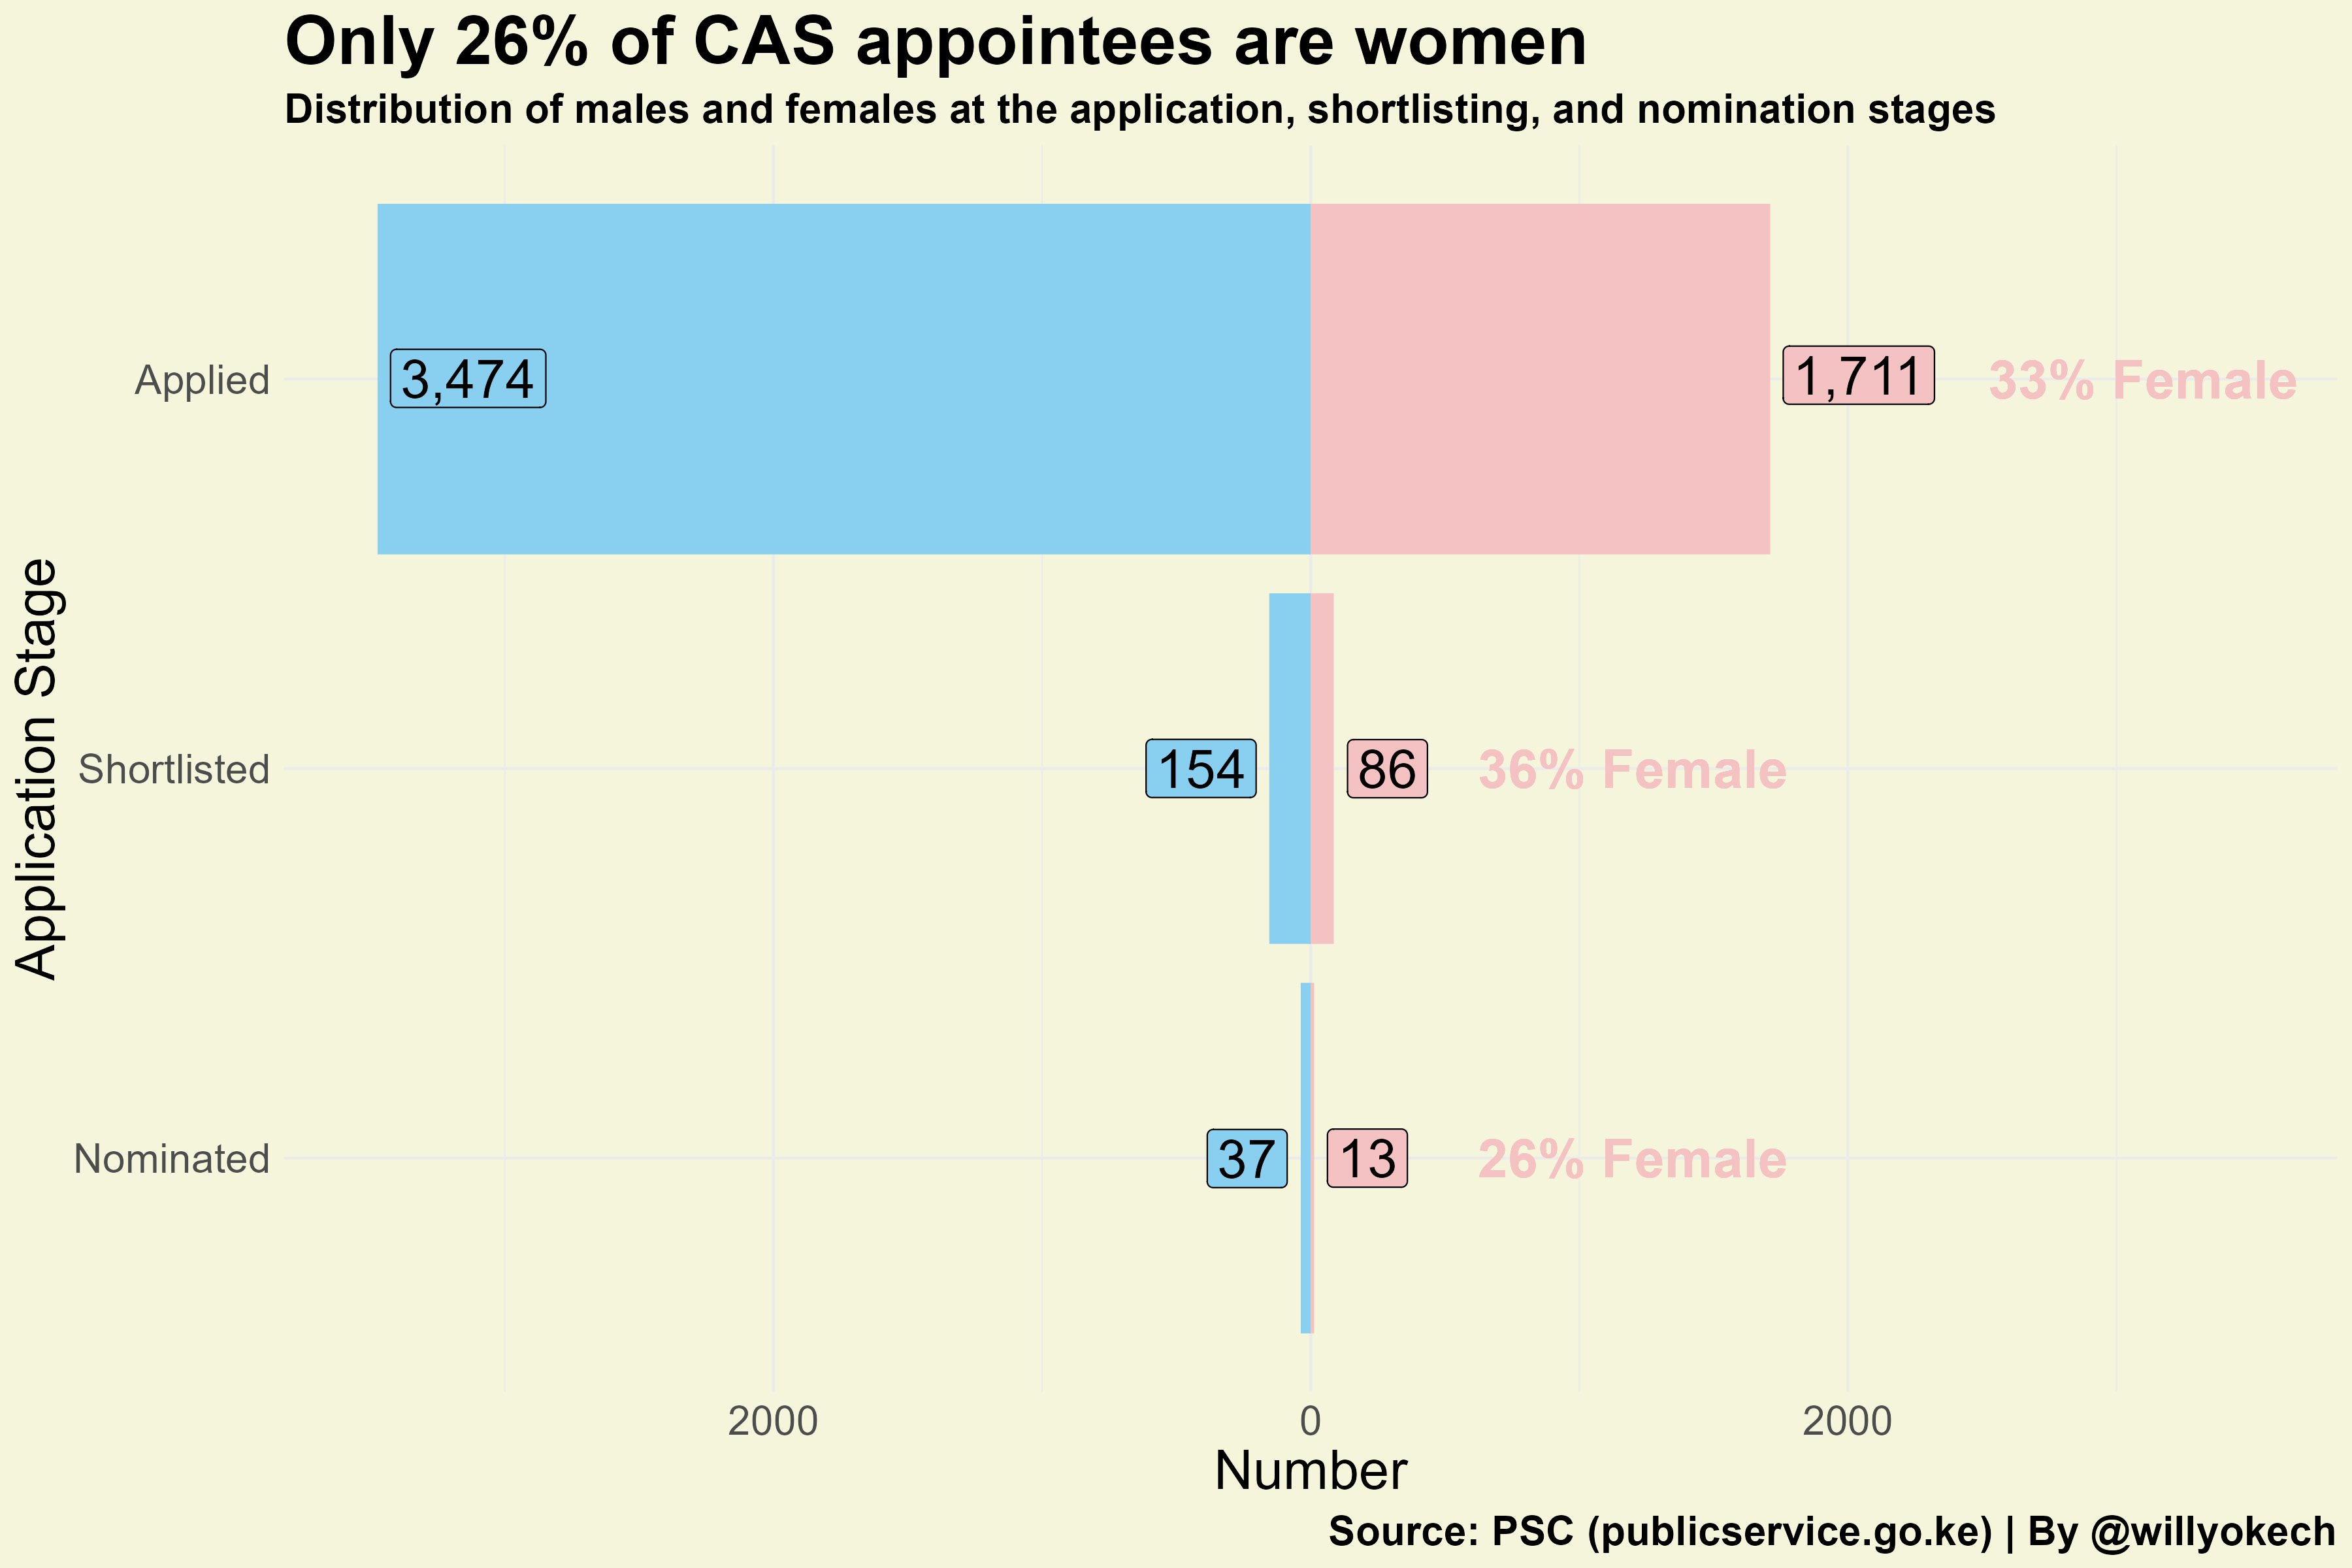 Only 26% of CAS appointees are women
Distribution of males and females at the application, shortlisting, and nomination stages
Application Stage
Applied
3,474
1,711
33% Female
Shortlisted
154
86
36% Female
Nominated
37
13
26% Female
2000
0
2000
Number
Source: PSC (publicservice.go.ke) | By @willyokech